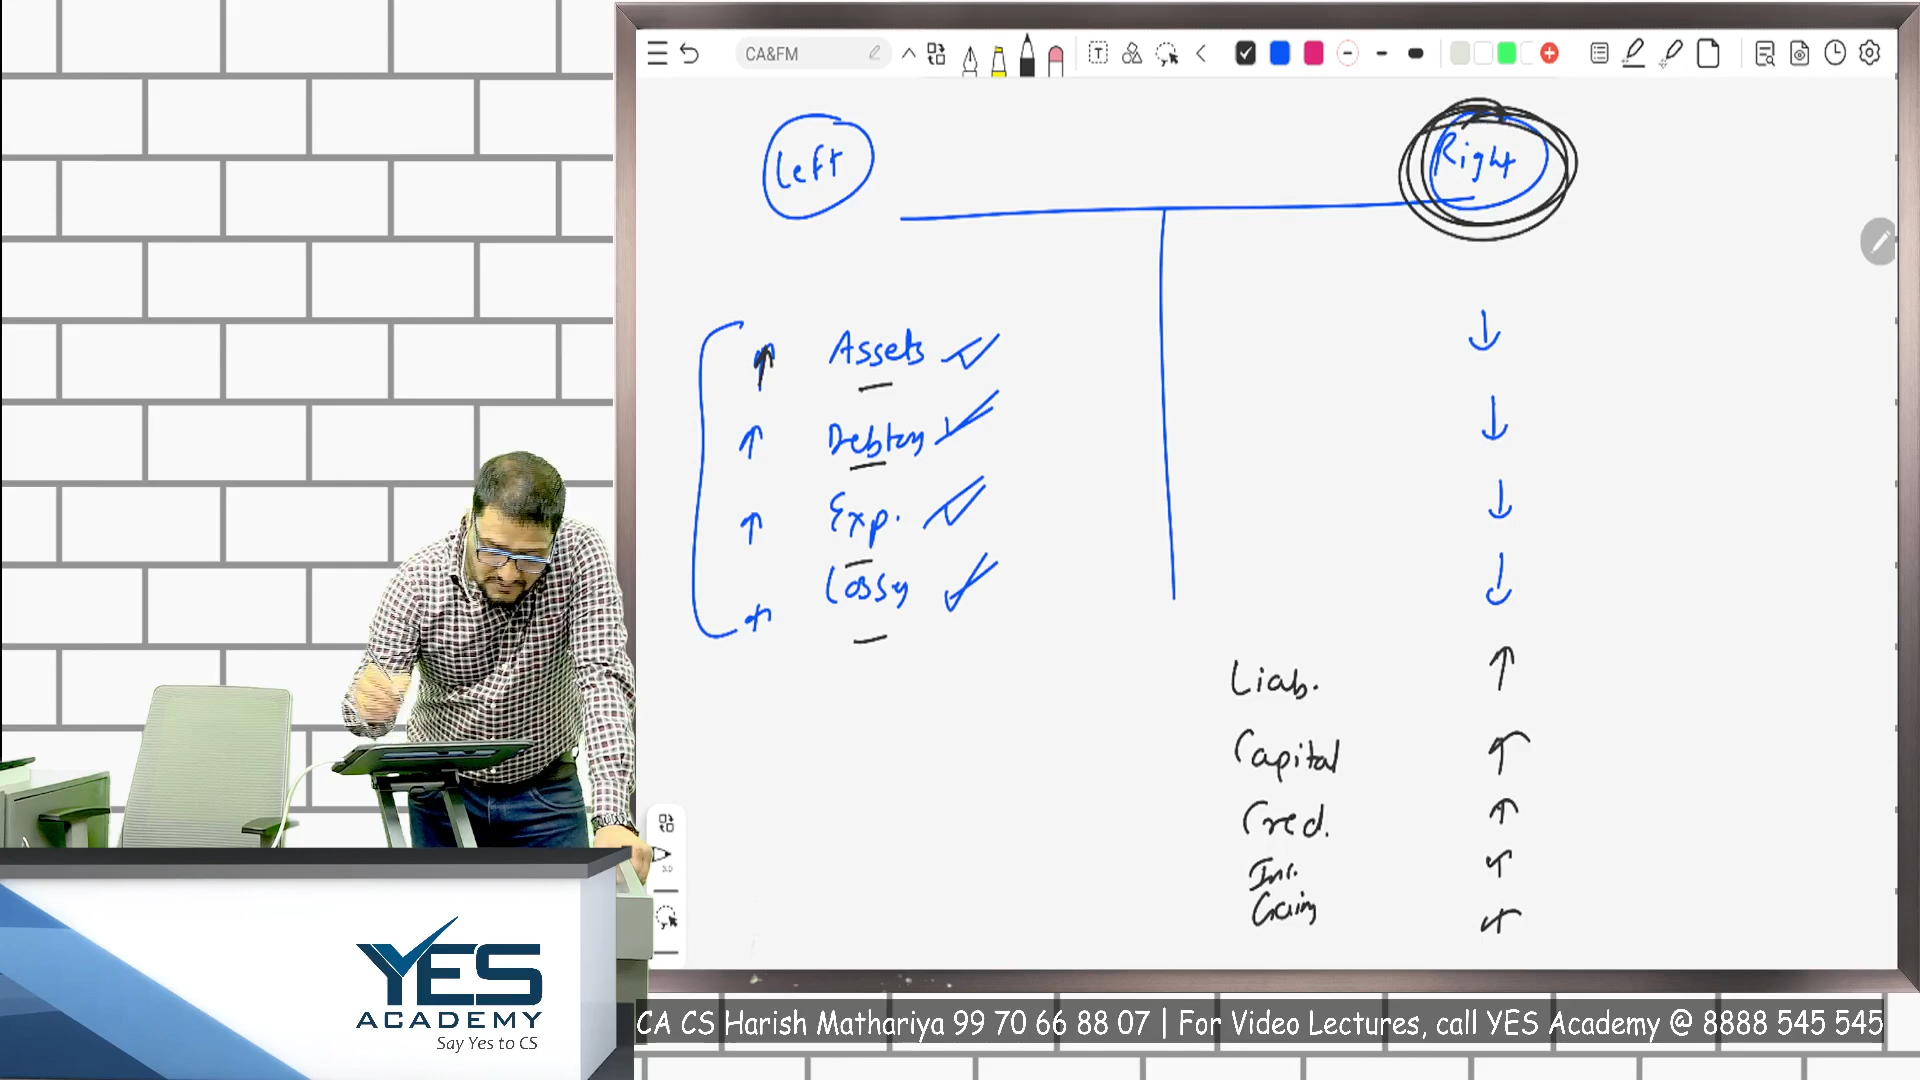 CA&FM
Left
Right
↑ Assets ✓ ↓
↑ Debtors ✓ ↓
↑ Exp. ✓ ↓
↑ Losses ✓ ↓
Liab. ↑
Capital ↑
Cred. ↑
Inc. ↑
Gains ↑
YES
ACADEMY
Say Yes to CS
CA CS Harish Mathariya 99 70 66 88 07 | For Video Lectures, call YES Academy @ 8888 545 545